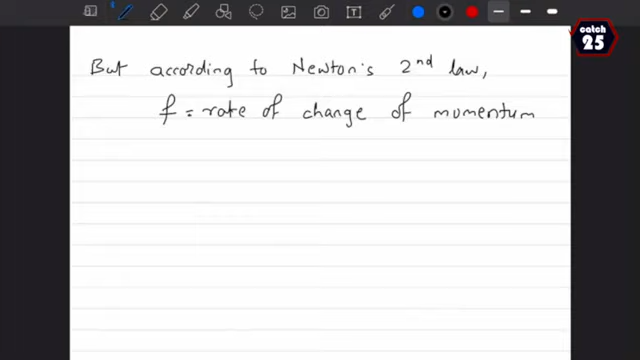 catch
25
But according to Newton's 2nd law,
f = rate of change of momentum